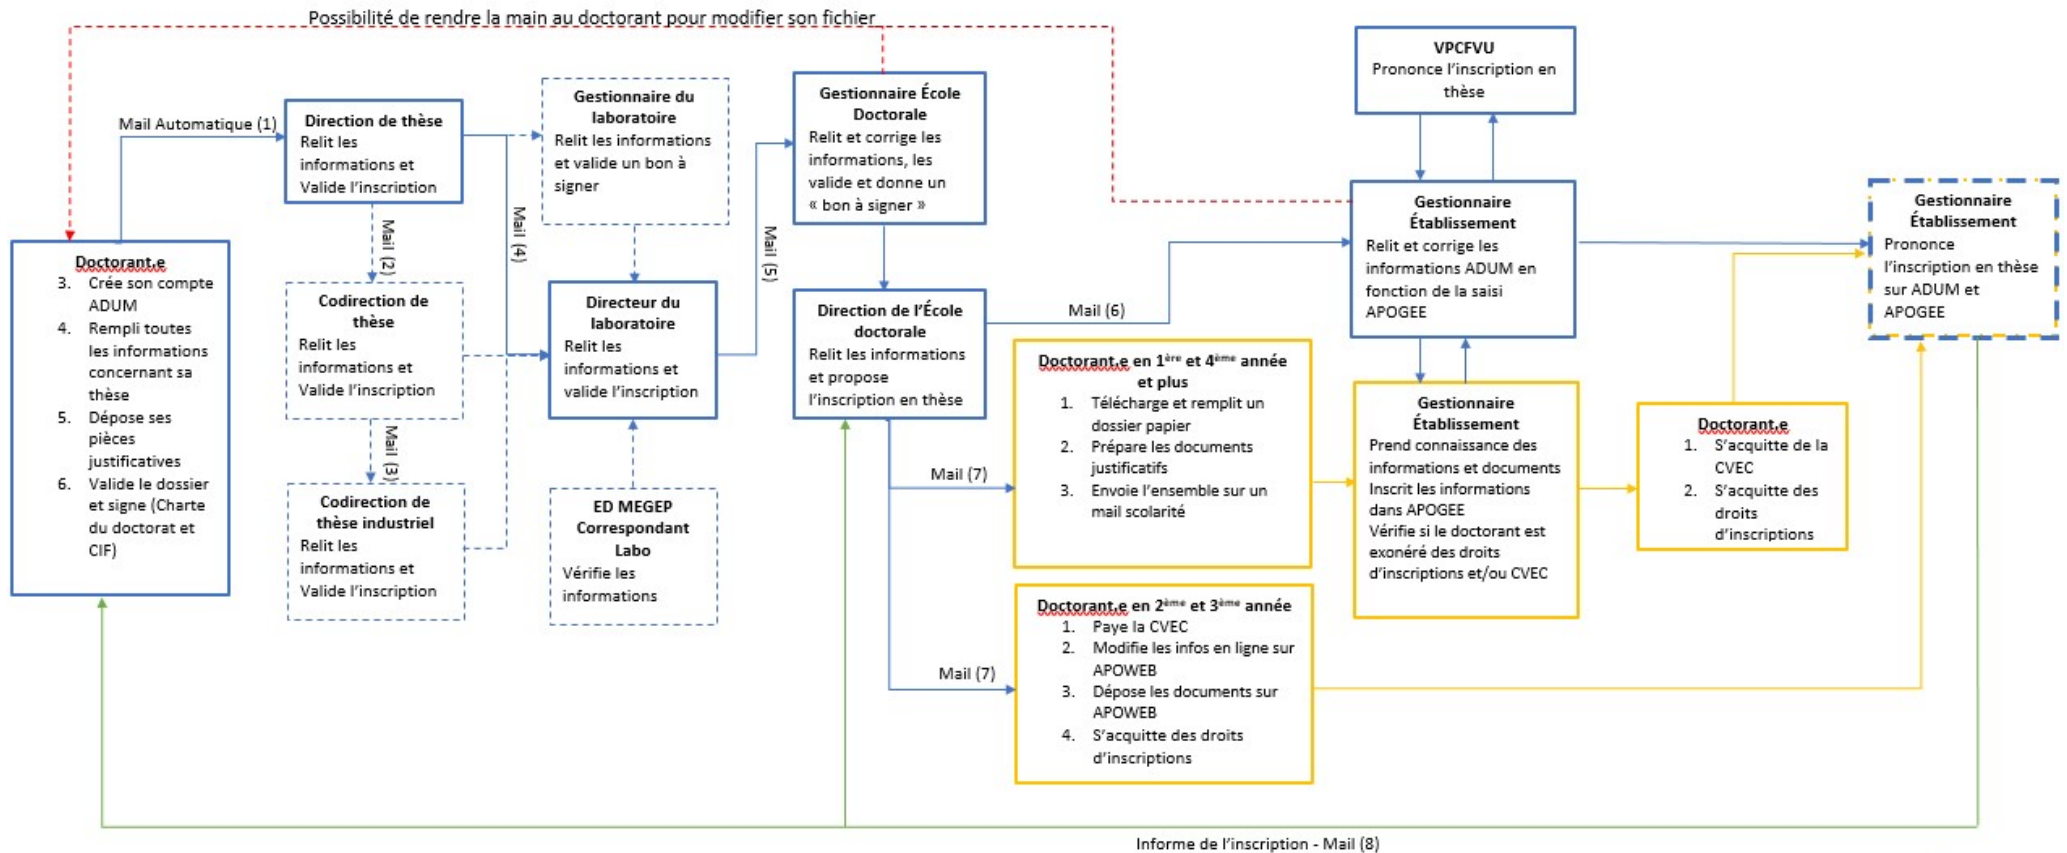 Possibilité de rendre la main au doctorant pour modifier son fichier
Doctorant.e
3. Crée son compte
ADUM
4. Rempli toutes
les informations
concernant sa
thèse
5. Dépose ses
pièces
justificatives
6. Valide le dossier
et signe (Charte
du doctorat et
CIF)
Mail Automatique (1)
Direction de thèse
Relit les
informations et
Valide l'inscription
Mail (2)
Codirection de
thèse
Relit les
informations et
Valide l'inscription
Mail (3)
Codirection de
thèse industriel
Relit les
informations et
Valide l'inscription
Mail (4)
Gestionnaire du
laboratoire
Relit les informations
et valide un bon à
signer
Directeur du
laboratoire
Relit les
informations et
valide l'inscription
ED MEGEP
Correspondant
Labo
Vérifie les
informations
Mail (5)
Gestionnaire École
Doctorale
Relit et corrige les
informations, les
valide et donne un
« bon à signer »
Direction de l'École
doctorale
Relit les informations
et propose
l'inscription en thèse
Mail (6)
Mail (7)
Mail (7)
Doctorant.e en 1ère et 4ème année
et plus
1. Télécharge et remplit un
dossier papier
2. Prépare les documents
justificatifs
3. Envoie l'ensemble sur un
mail scolarité
Doctorant.e en 2ème et 3ème année
1. Paye la CVEC
2. Modifie les infos en ligne sur
APOWEB
3. Dépose les documents sur
APOWEB
4. S'acquitte des droits
d'inscriptions
VPCFVU
Prononce l'inscription en
thèse
Gestionnaire
Établissement
Relit et corrige les
informations ADUM en
fonction de la saisi
APOGEE
Gestionnaire
Établissement
Prend connaissance des
informations et documents
Inscrit les informations
dans APOGEE
Vérifie si le doctorant est
exonéré des droits
d'inscriptions et/ou CVEC
Doctorant.e
1. S'acquitte de la
CVEC
2. S'acquitte des
droits
d'inscriptions
Gestionnaire
Établissement
Prononce
l'inscription en thèse
sur ADUM et
APOGEE
Informe de l'inscription - Mail (8)